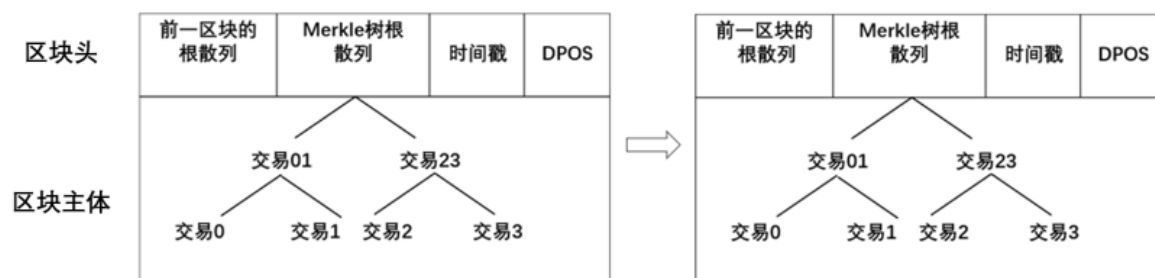 区块头
前一区块的
根散列
Merkle树根
散列
时间戳
DPOS
前一区块的
根散列
Merkle树根
散列
时间戳
DPOS
区块主体
交易01
交易23
交易0
交易1
交易2
交易3
交易01
交易23
交易0
交易1
交易2
交易3